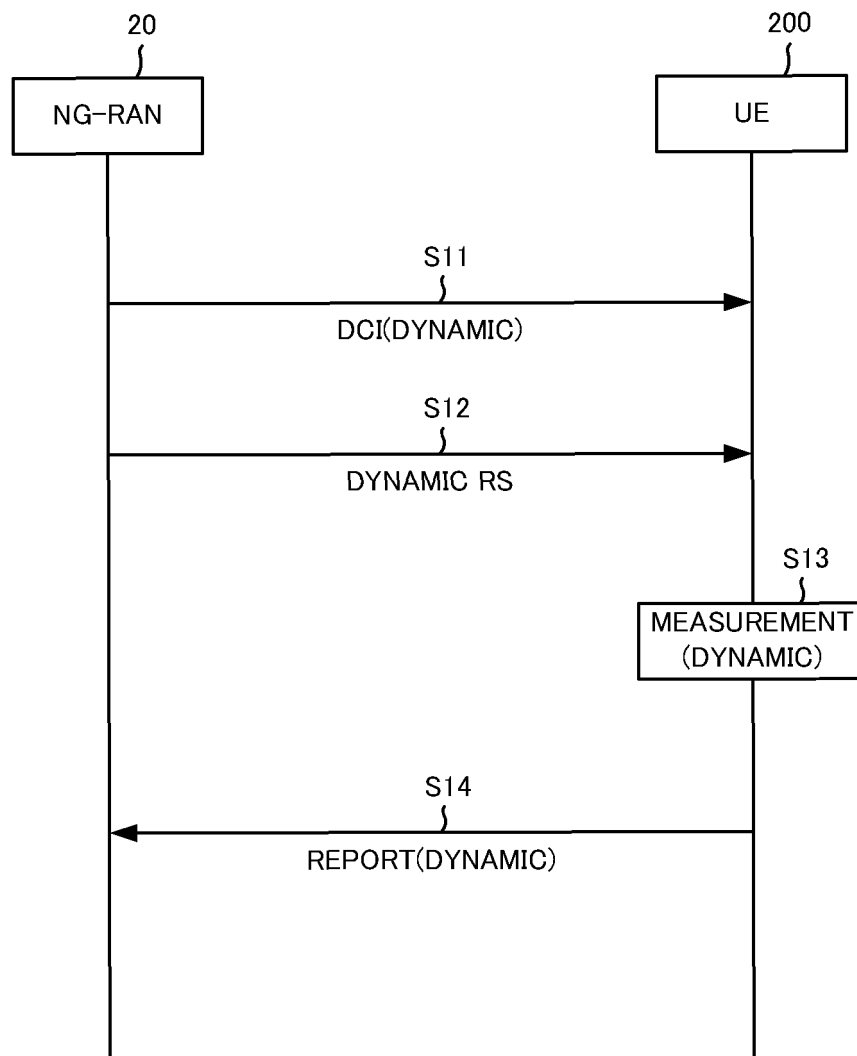 20
200
NG-RAN
UE
S11
DCI(DYNAMIC)
S12
DYNAMIC RS
S13
MEASUREMENT
(DYNAMIC)
S14
REPORT(DYNAMIC)